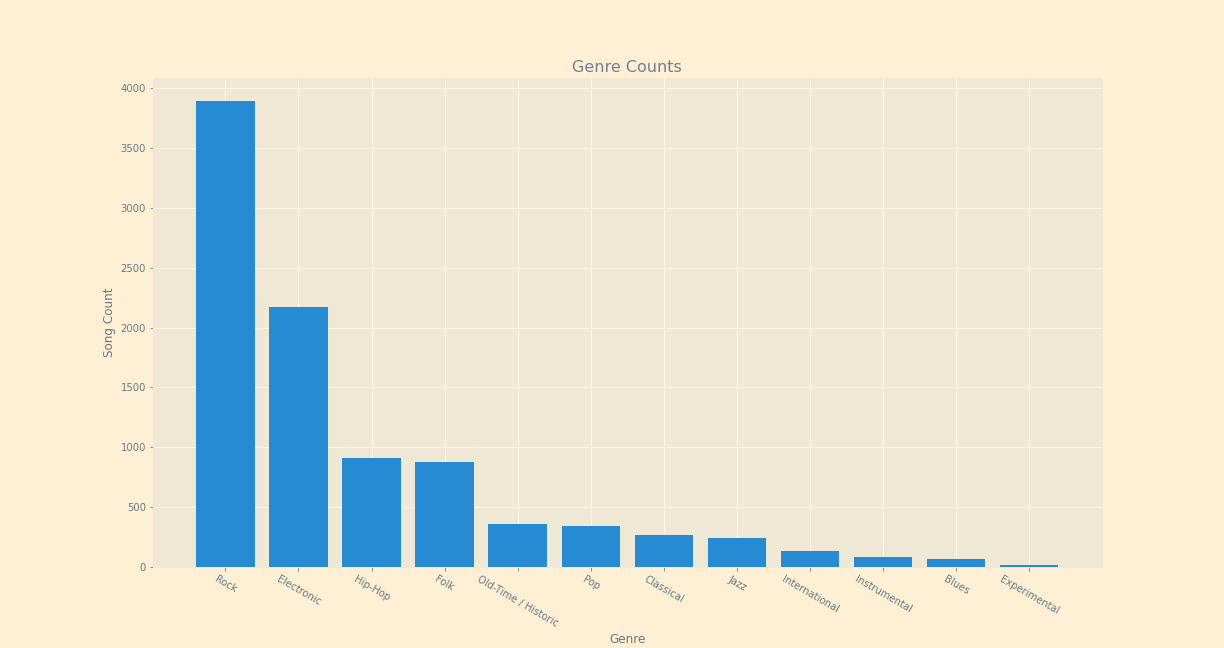 Genre Counts
4000
3500
3000
2500
2000
1500
1000
500
0
Song Count
Rock
Electronic
Hip-Hop
Folk
Old-Time / Historic
Pop
Classical
Jazz
International
Instrumental
Blues
Experimental
Genre